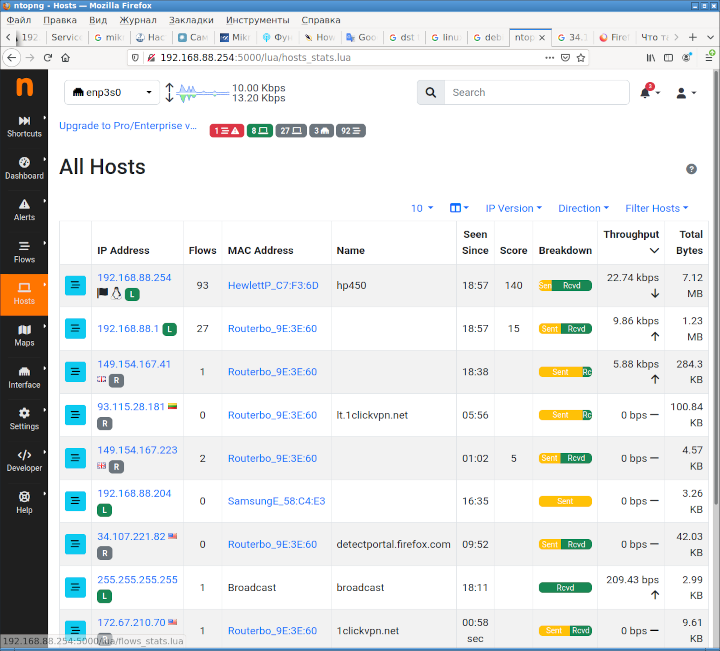 ntopng - Hosts — Mozilla Firefox
Файл Правка Вид Журнал Закладки Инструменты Справка
192 Service mik Нас Сам Mik Фун How Goo dst linu deb ntop 34.1 Firef Что та
192.168.88.254:5000/lua/hosts_stats.lua
enp3s0
10.00 Kbps
13.20 Kbps
Search
3
Upgrade to Pro/Enterprise v...
1 8 27 3 92
Shortcuts
Dashboard
Alerts
Flows
Hosts
Maps
Interface
Settings
Developer
Help
All Hosts
10 IP Version Direction Filter Hosts
IP Address Flows MAC Address Name Seen Since Score Breakdown Throughput Total Bytes
192.168.88.254 L 93 HewlettP_C7:F3:6D hp450 18:57 140 Sen Rcvd 22.74 kbps 7.12 MB
192.168.88.1 L 27 Routerbo_9E:3E:60 18:57 15 Sent Rcvd 9.86 kbps 1.23 MB
149.154.167.41 R 1 Routerbo_9E:3E:60 18:38 Sent Rc 5.88 kbps 284.3 KB
93.115.28.181 R 0 Routerbo_9E:3E:60 lt.1clickvpn.net 05:56 Sent Rc 0 bps — 100.84 KB
149.154.167.223 R 2 Routerbo_9E:3E:60 01:02 5 Sent Rcvd 0 bps — 4.57 KB
192.168.88.204 L 0 SamsungE_58:C4:E3 16:35 Sent 0 bps — 3.26 KB
34.107.221.82 R 0 Routerbo_9E:3E:60 detectportal.firefox.com 09:52 Sent Rcvd 0 bps — 42.03 KB
255.255.255.255 L 1 Broadcast broadcast 18:11 Rcvd 209.43 bps 2.99 KB
172.67.210.70 1 Routerbo_9E:3E:60 1clickvpn.net 00:58 sec Sent Rcvd 0 bps — 9.61 KB
192.168.88.254:5000/lua/flows_stats.lua